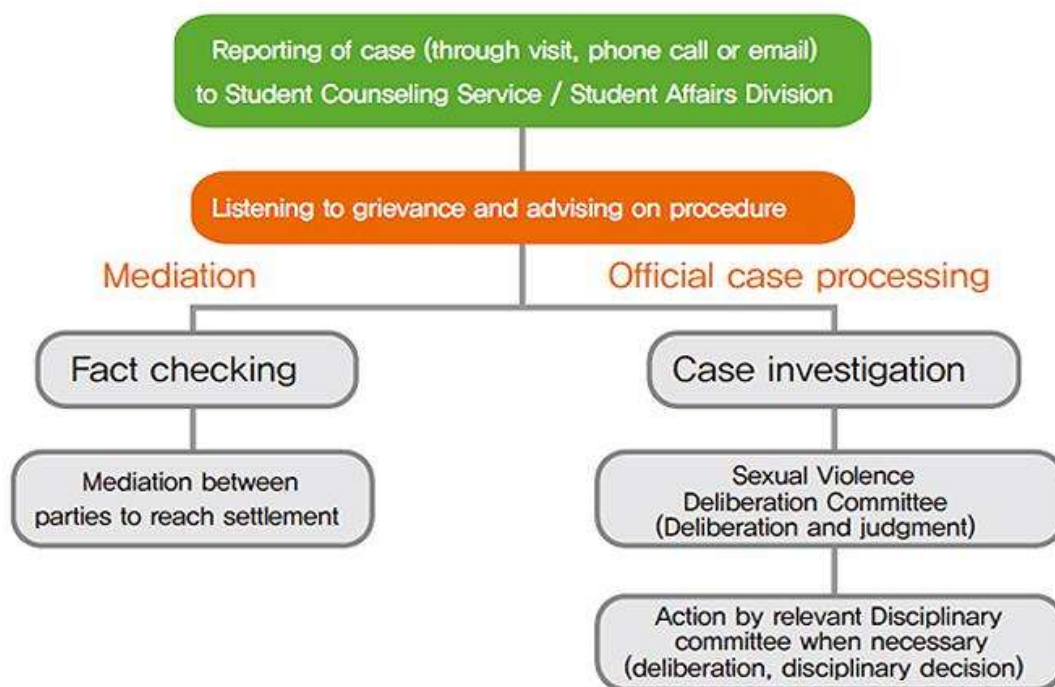 Reporting of case (through visit, phone call or email)
to Student Counseling Service / Student Affairs Division
Listening to grievance and advising on procedure
Mediation
Official case processing
Fact checking
Case investigation
Mediation between
parties to reach settlement
Sexual Violence
Deliberation Committee
(Deliberation and judgment)
Action by relevant Disciplinary
committee when necessary
(deliberation, disciplinary decision)